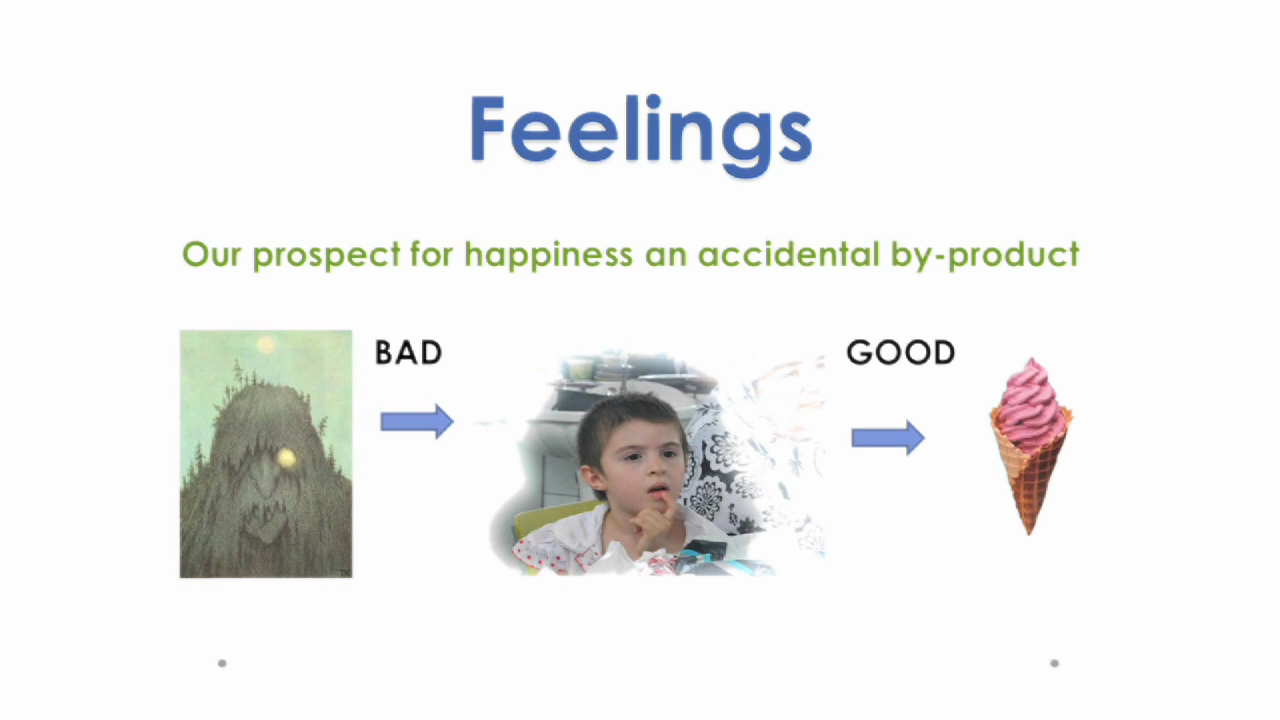 Feelings
Our prospect for happiness an accidental by-product
BAD
GOOD